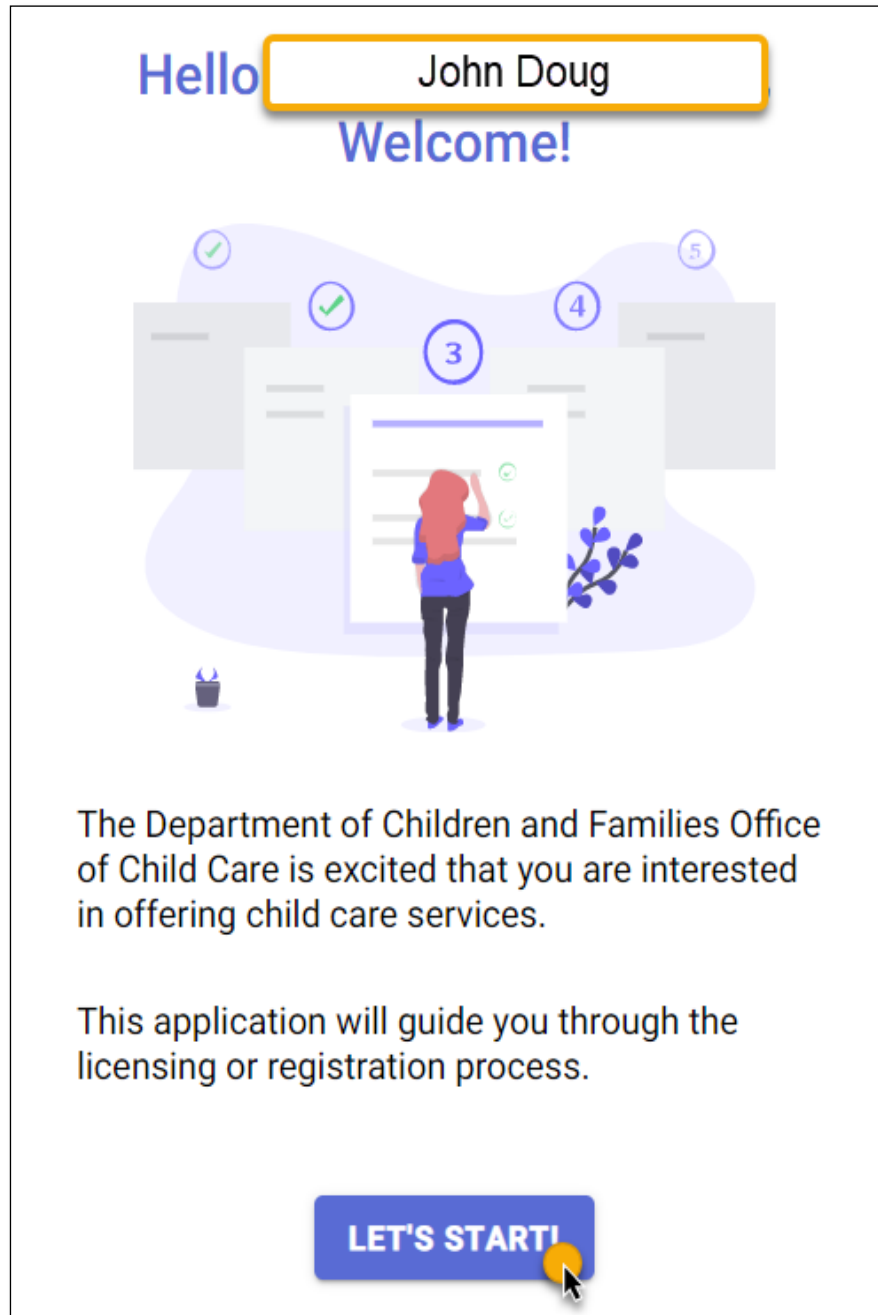 Hello John Doug,
Welcome!
5
4
3
The Department of Children and Families Office
of Child Care is excited that you are interested
in offering child care services.
This application will guide you through the
licensing or registration process.
LET'S START!